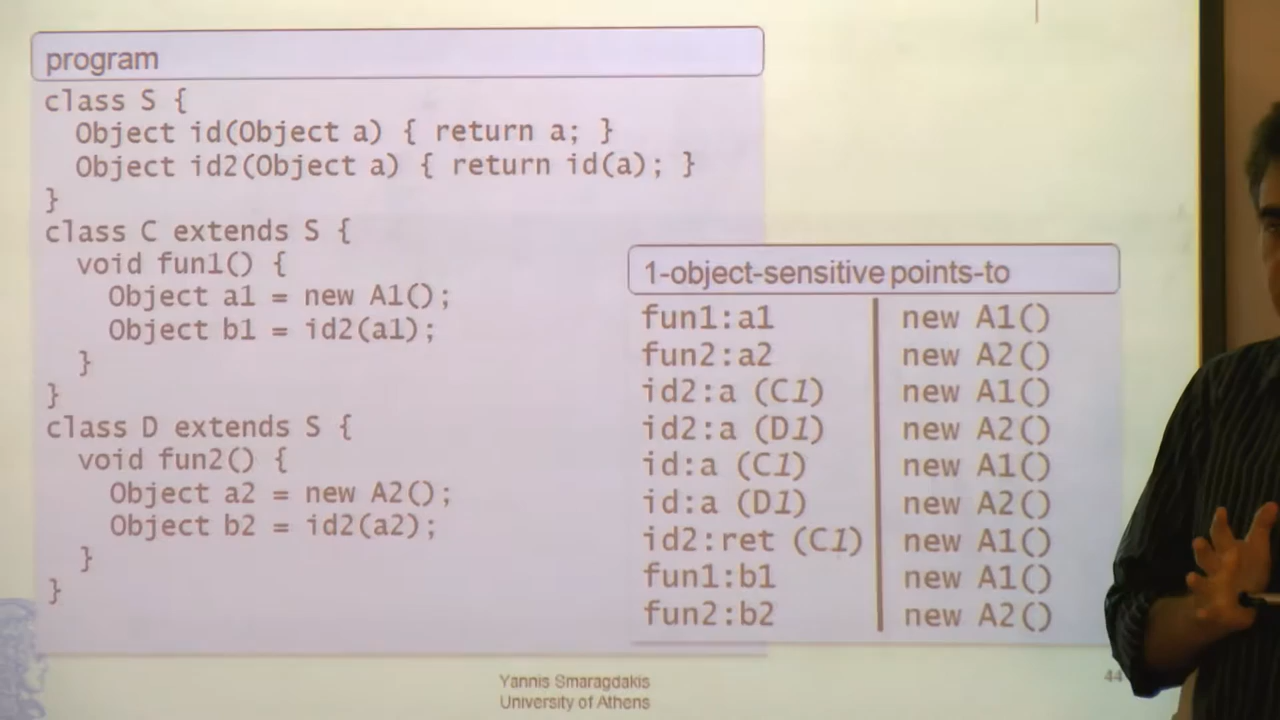 program
class S {
Object id(Object a) { return a; }
Object id2(Object a) { return id(a); }
}
class C extends S {
void fun1() {
Object a1 = new A1();
Object b1 = id2(a1);
}
}
class D extends S {
void fun2() {
Object a2 = new A2();
Object b2 = id2(a2);
}
}
1-object-sensitive points-to
fun1:a1 new A1()
fun2:a2 new A2()
id2:a (C1) new A1()
id2:a (D1) new A2()
id:a (C1) new A1()
id:a (D1) new A2()
id2:ret (C1) new A1()
fun1:b1 new A1()
fun2:b2 new A2()
Yannis Smaragdakis
University of Athens
44